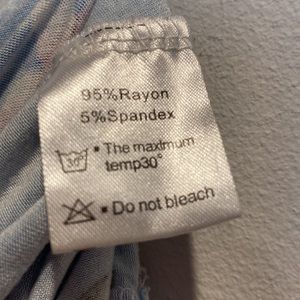 95%Rayon
5%Spandex
30° ▪ The maximum
temp30°
▪ Do not bleach